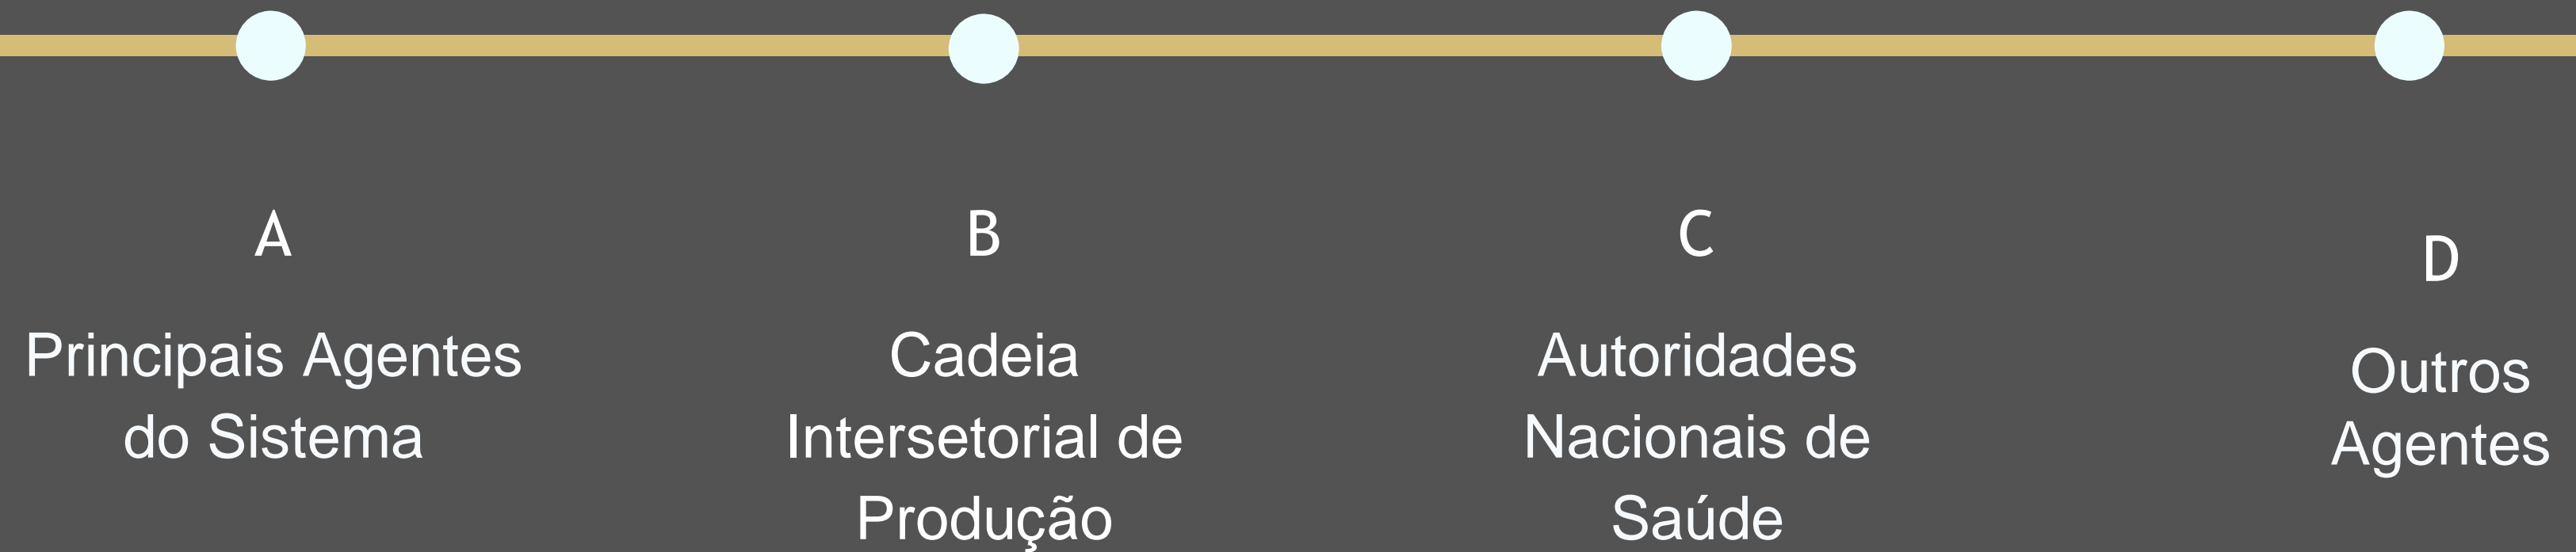 A
Principais Agentes
do Sistema
B
Cadeia
Intersetorial de
Produção
C
Autoridades
Nacionais de
Saúde
D
Outros
Agentes